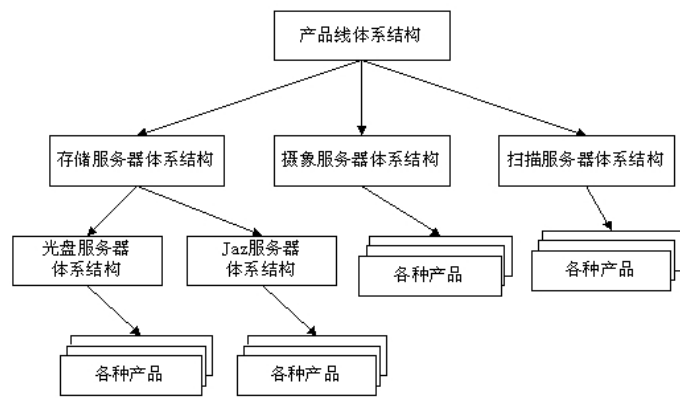 产品线体系结构
存储服务器体系结构
摄象服务器体系结构
扫描服务器体系结构
光盘服务器
体系结构
Jaz服务器
体系结构
各种产品
各种产品
各种产品
各种产品